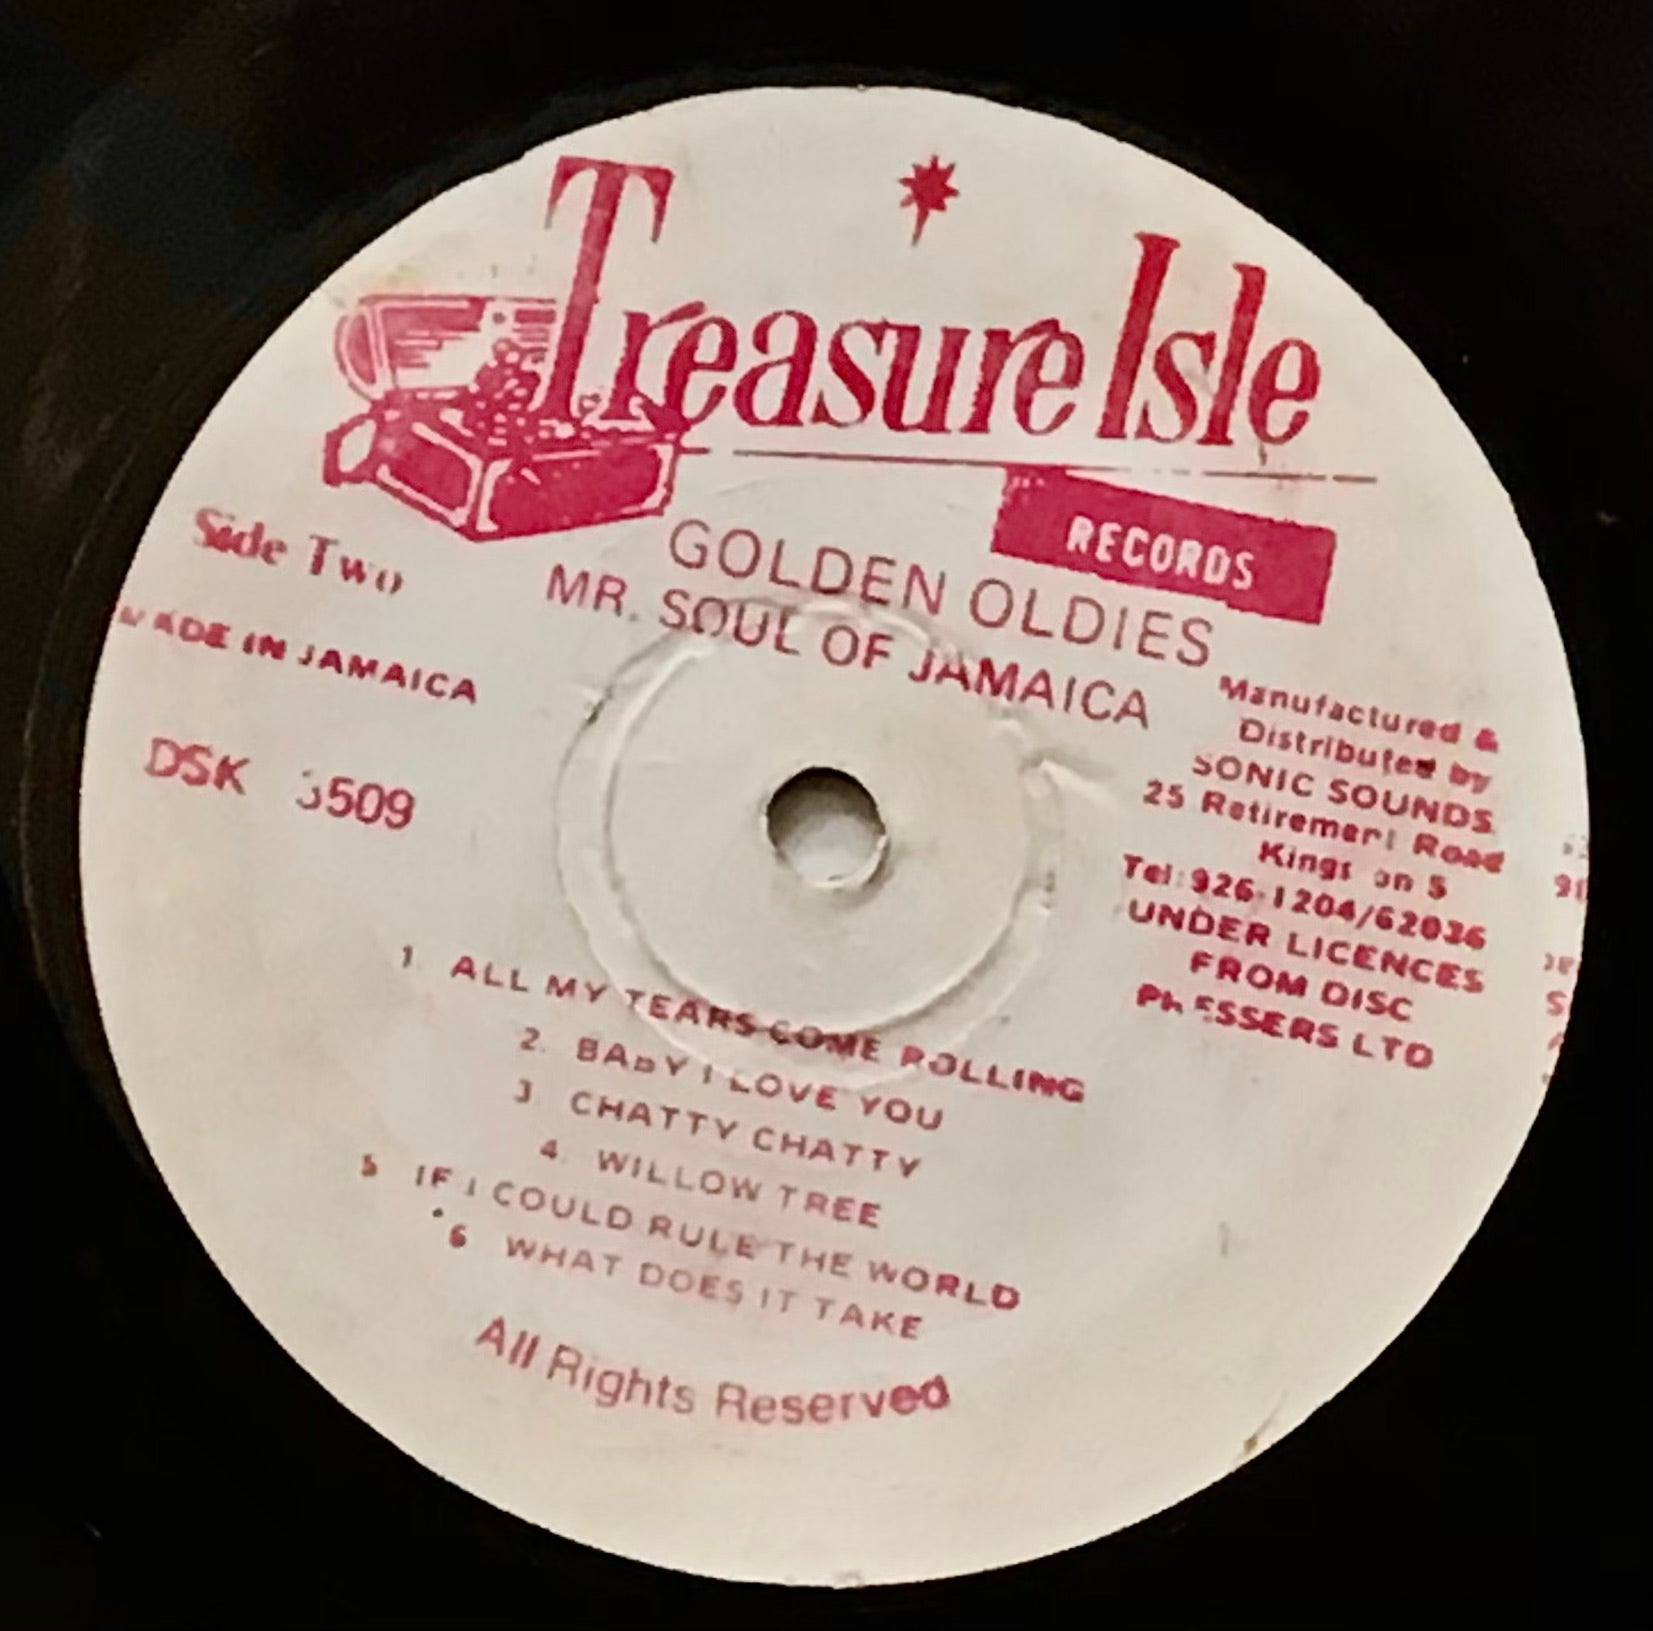 Treasure Isle
RECORDS
GOLDEN OLDIES
MR. SOUL OF JAMAICA
Side Two
MADE IN JAMAICA
DSK 3509
Manufactured &
Distributed by
SONIC SOUNDS
25 Retirement Road
Kingston 5
Tel: 926-1204/62036
UNDER LICENCES
FROM DISC
PRESSERS LTD
1. ALL MY TEARS COME ROLLING
2. BABY I LOVE YOU
3 CHATTY CHATTY
4. WILLOW TREE
5 IF I COULD RULE THE WORLD
6 WHAT DOES IT TAKE
All Rights Reserved